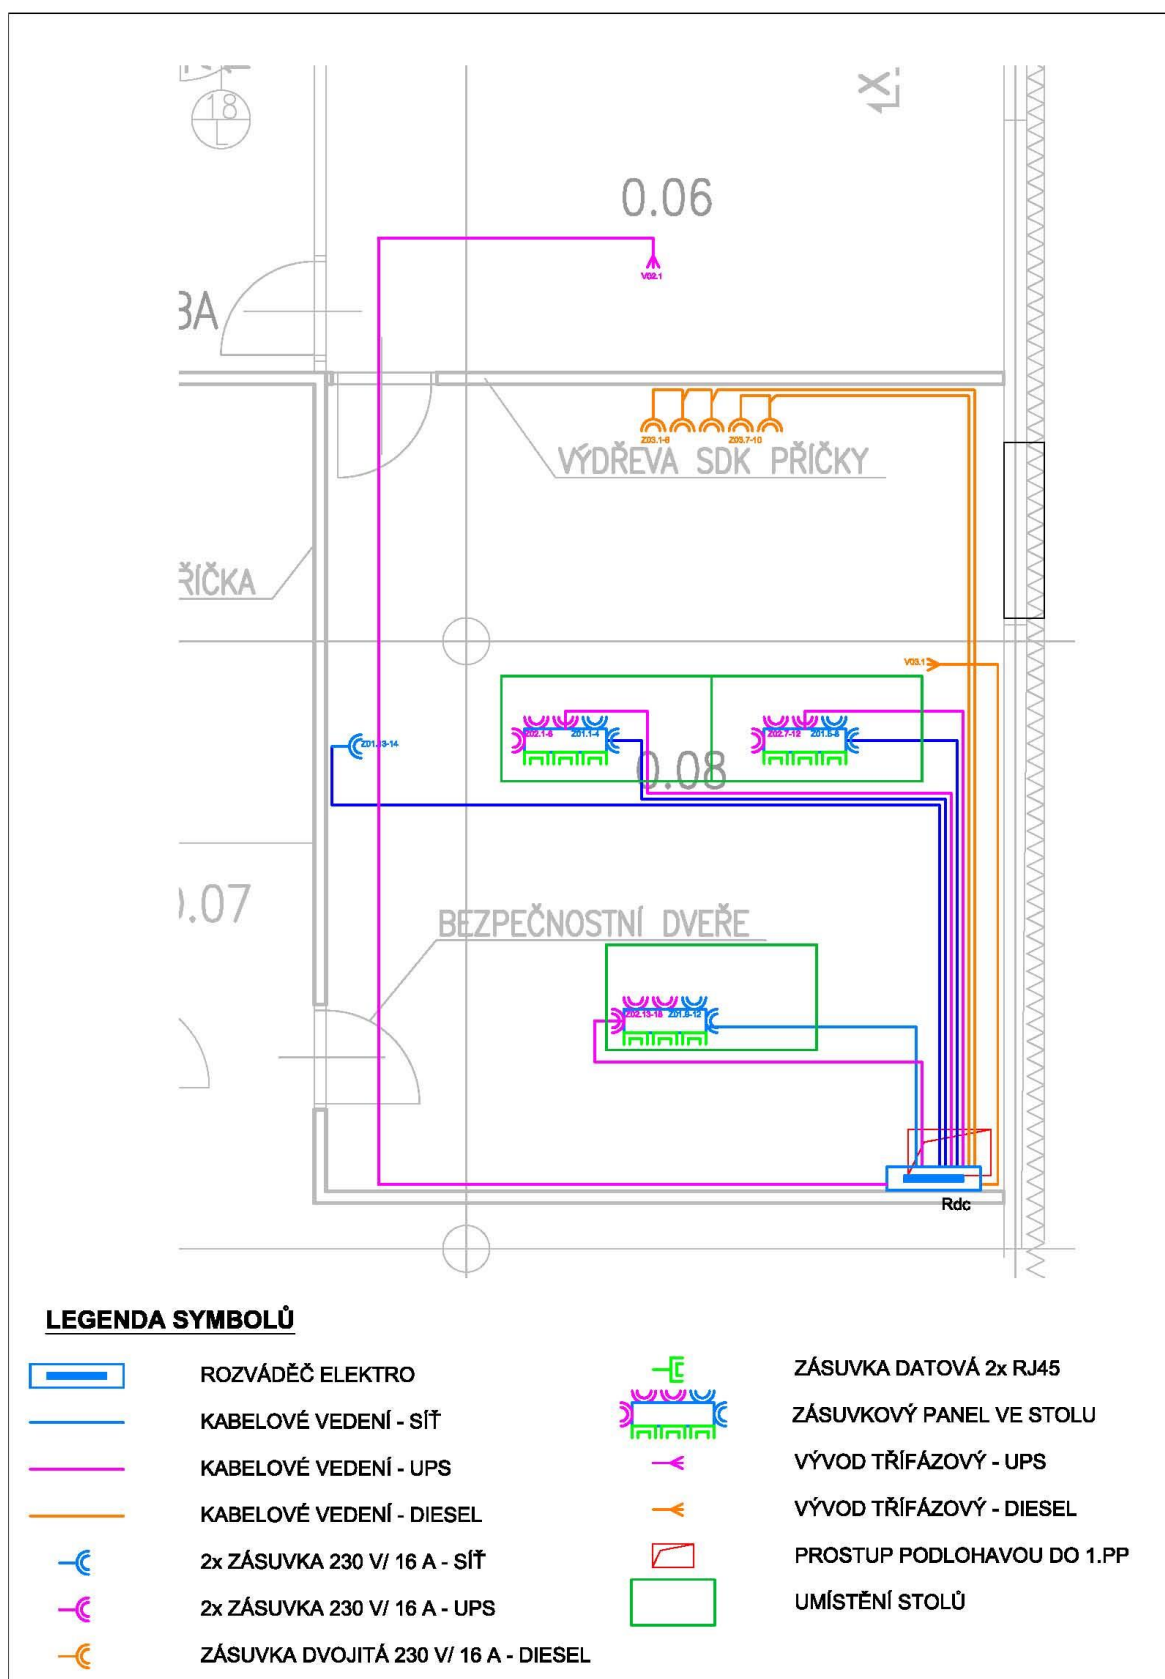 18
L
0.06
V02.1
Z03.1-6
Z03.7-10
VÝDŘEVA SDK PŘÍČKY
ŘÍČKA
V03.1
Z02.1-6
Z01.1-4
Z02.7-12
Z01.5-8
Z01.13-14
0.08
0.07
BEZPEČNOSTNÍ DVEŘE
Z02.13-18
Z01.9-12
Rdc
LEGENDA SYMBOLŮ
ROZVÁDĚČ ELEKTRO
KABELOVÉ VEDENÍ - SÍŤ
KABELOVÉ VEDENÍ - UPS
KABELOVÉ VEDENÍ - DIESEL
2x ZÁSUVKA 230 V/ 16 A - SÍŤ
2x ZÁSUVKA 230 V/ 16 A - UPS
ZÁSUVKA DVOJITÁ 230 V/ 16 A - DIESEL
ZÁSUVKA DATOVÁ 2x RJ45
ZÁSUVKOVÝ PANEL VE STOLU
VÝVOD TŘÍFÁZOVÝ - UPS
VÝVOD TŘÍFÁZOVÝ - DIESEL
PROSTUP PODLOHAVOU DO 1.PP
UMÍSTĚNÍ STOLŮ